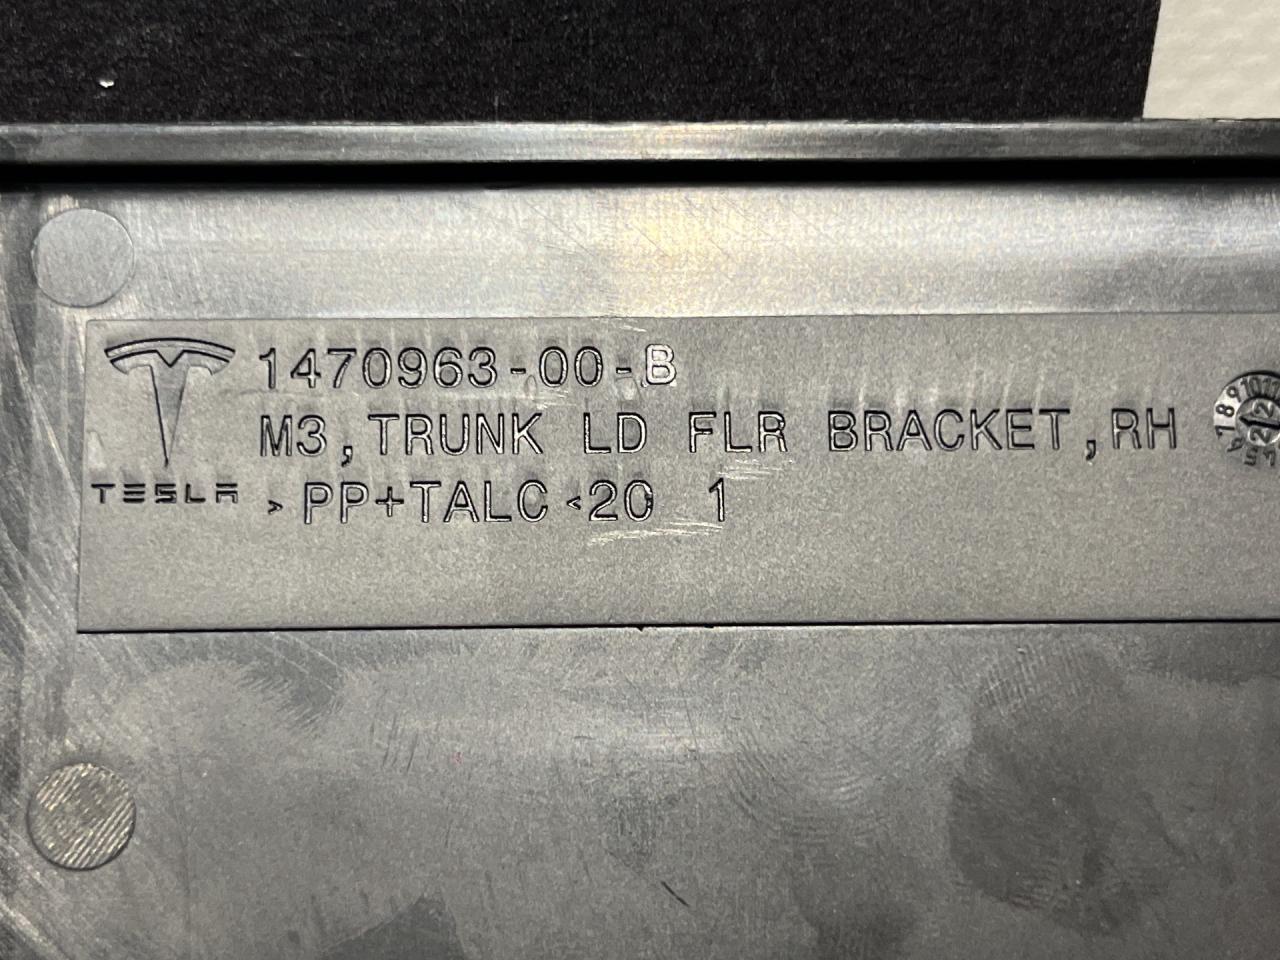 1470963-00-B
M3,TRUNK LD FLR BRACKET,RH
TESLA >PP+TALC<20 1